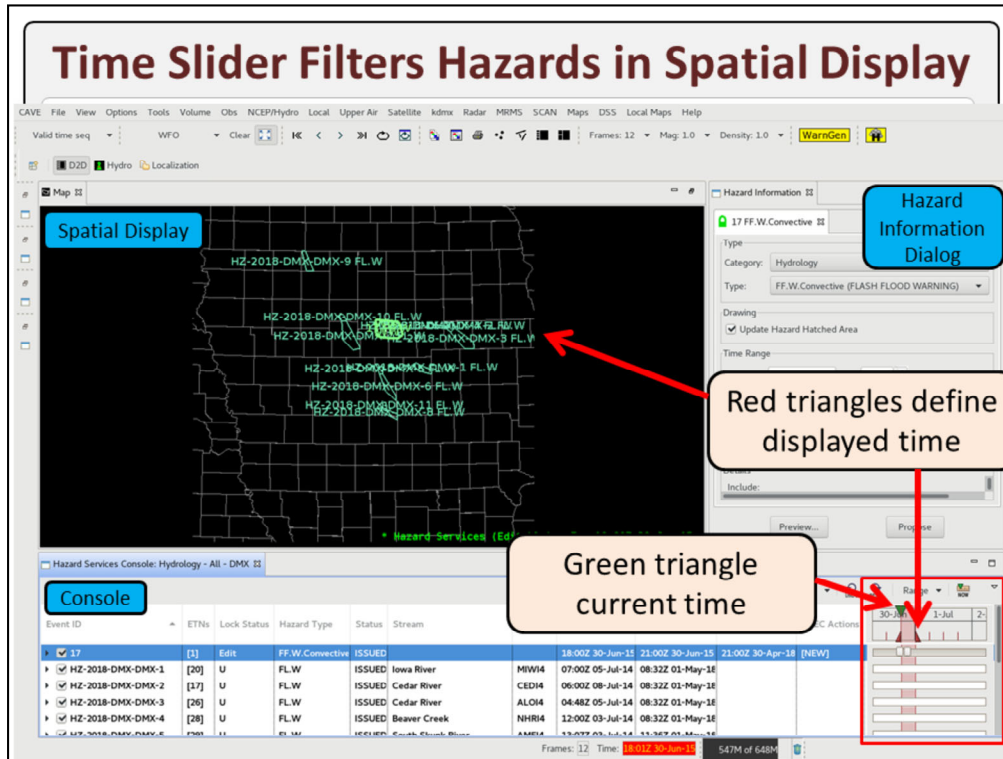 Time Slider Filters Hazards in Spatial Display
CAVE File View Options Tools Volume Obs NCEP/Hydro Local Upper Air Satellite kdmx Radar MRMS SCAN Maps DSS Local Maps Help
Valid time seq WFO Clear Frames: 12 Mag: 1.0 Density: 1.0 WarnGen
D2D Hydro Localization
Map
Spatial Display
HZ-2018-DMX-DMX-9 FL.W
HZ-2018-DMX-DMX-10 FL.W
HZ-2018-DMX-DMX-6 FL.W
HZ-2018-DMX-DMX-11 FL.W
Hazard Information
Hazard Information Dialog
17 FF.W.Convective
Type
Category: Hydrology
Type: FF.W.Convective (FLASH FLOOD WARNING)
Drawing
Update Hazard Hatched Area
Time Range
Red triangles define
displayed time
Details
Include:
Preview...
* Hazard Services
Green triangle
current time
Hazard Services Console: Hydrology - All - DMX
Console
Range
NOW
30-Jun 1-Jul 2-
Event ID ETNs Lock Status Hazard Type Status Stream Actions
17 [1] Edit FF.W.Convective ISSUED 18:00Z 30-Jun-15 21:00Z 30-Jun-15 21:00Z 30-Apr-18 [NEW]
HZ-2018-DMX-DMX-1 [20] U FL.W ISSUED Iowa River MIWI4 07:00Z 05-Jul-14 08:32Z 01-May-18
HZ-2018-DMX-DMX-2 [17] U FL.W ISSUED Cedar River CEDI4 06:00Z 08-Jul-14 08:32Z 01-May-18
HZ-2018-DMX-DMX-3 [26] U FL.W ISSUED Cedar River ALOI4 04:48Z 05-Jul-14 08:32Z 01-May-18
HZ-2018-DMX-DMX-4 [28] U FL.W ISSUED Beaver Creek NHRI4 12:00Z 03-Jul-14 08:32Z 01-May-18
Frames: 12 Time: 18:01Z 30-Jun-15 547M of 648M